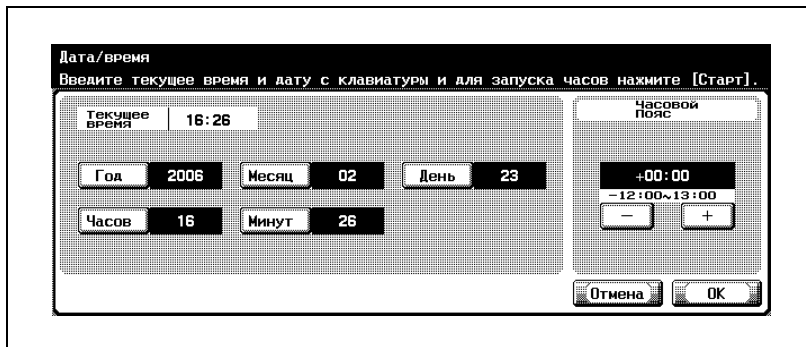 Дата/время
Введите текущее время и дату с клавиатуры и для запуска часов нажмите [Старт].
Текущее время 16:26
Часовой пояс
Год 2006 Месяц 02 День 23
+00:00
-12:00~13:00
Часов 16 Минут 26
− +
Отмена OK